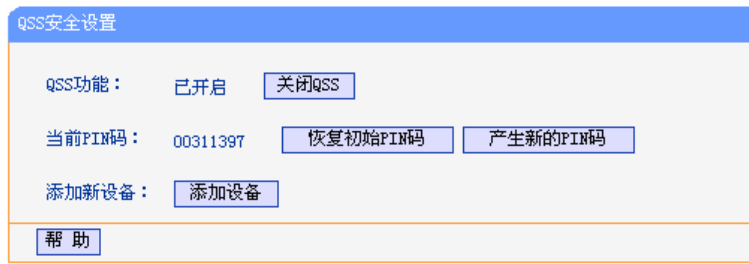 QSS安全设置
QSS功能： 已开启 关闭QSS
当前PIN码： 00311397 恢复初始PIN码 产生新的PIN码
添加新设备： 添加设备
帮 助